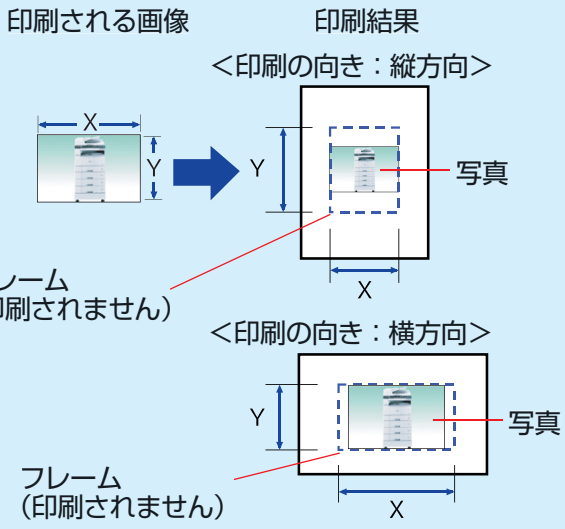 印刷される画像
印刷結果
<印刷の向き：縦方向>
X
Y
Y
写真
X
レーム
印刷されません）
<印刷の向き：横方向>
Y
写真
フレーム
（印刷されません）
X